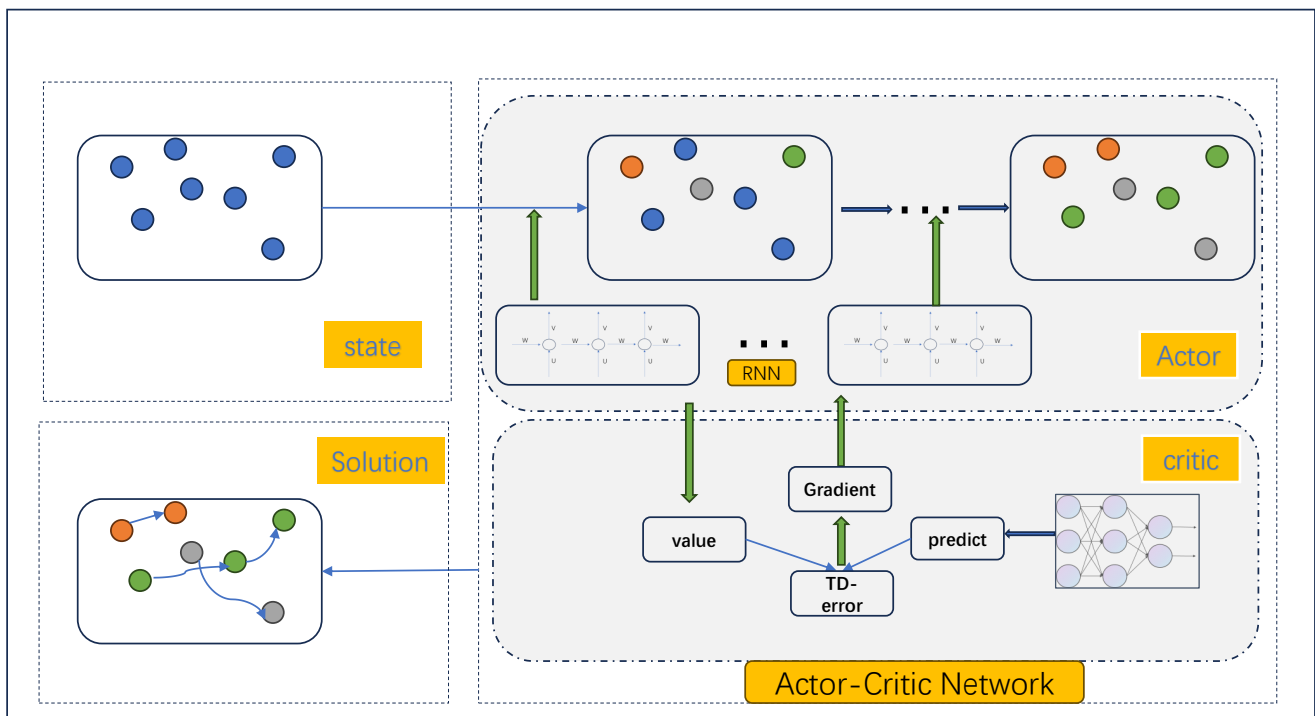 state
V
V
V
W
W
W
W
U
U
U
RNN
V
V
V
W
W
W
W
U
U
U
Actor
Solution
critic
Gradient
value
predict
TD-
error
Actor-Critic Network